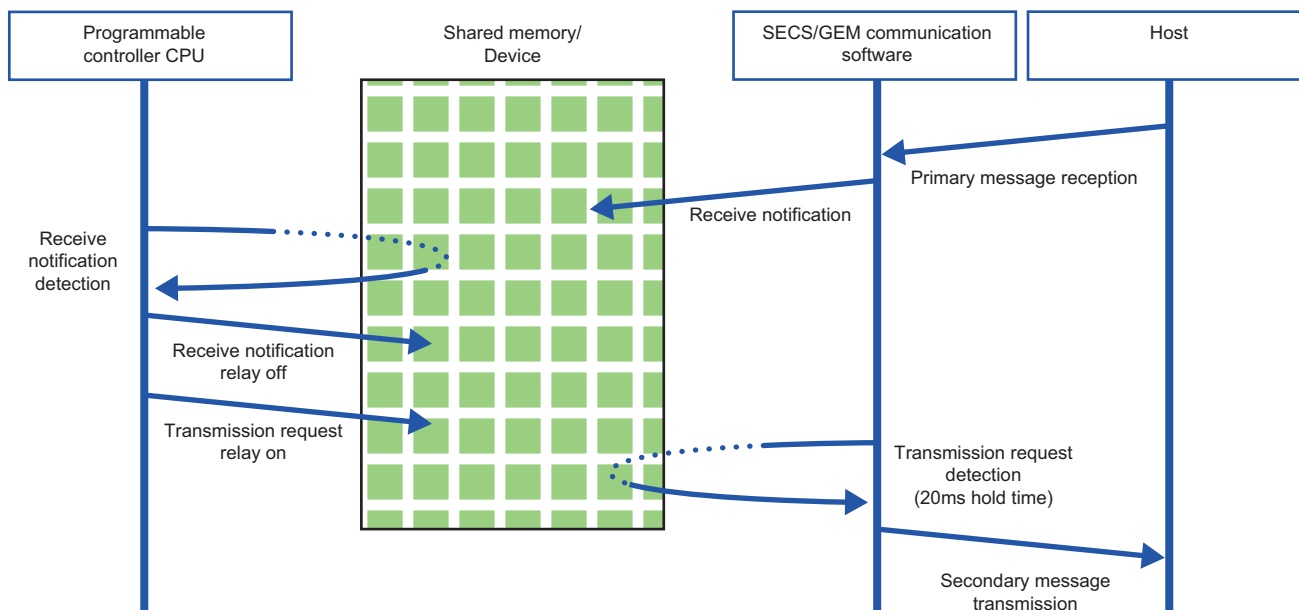 Programmable
controller CPU
Shared memory/
Device
SECS/GEM communication
software
Host
Primary message reception
Receive notification
Receive
notification
detection
Receive notification
relay off
Transmission request
relay on
Transmission request
detection
(20ms hold time)
Secondary message
transmission